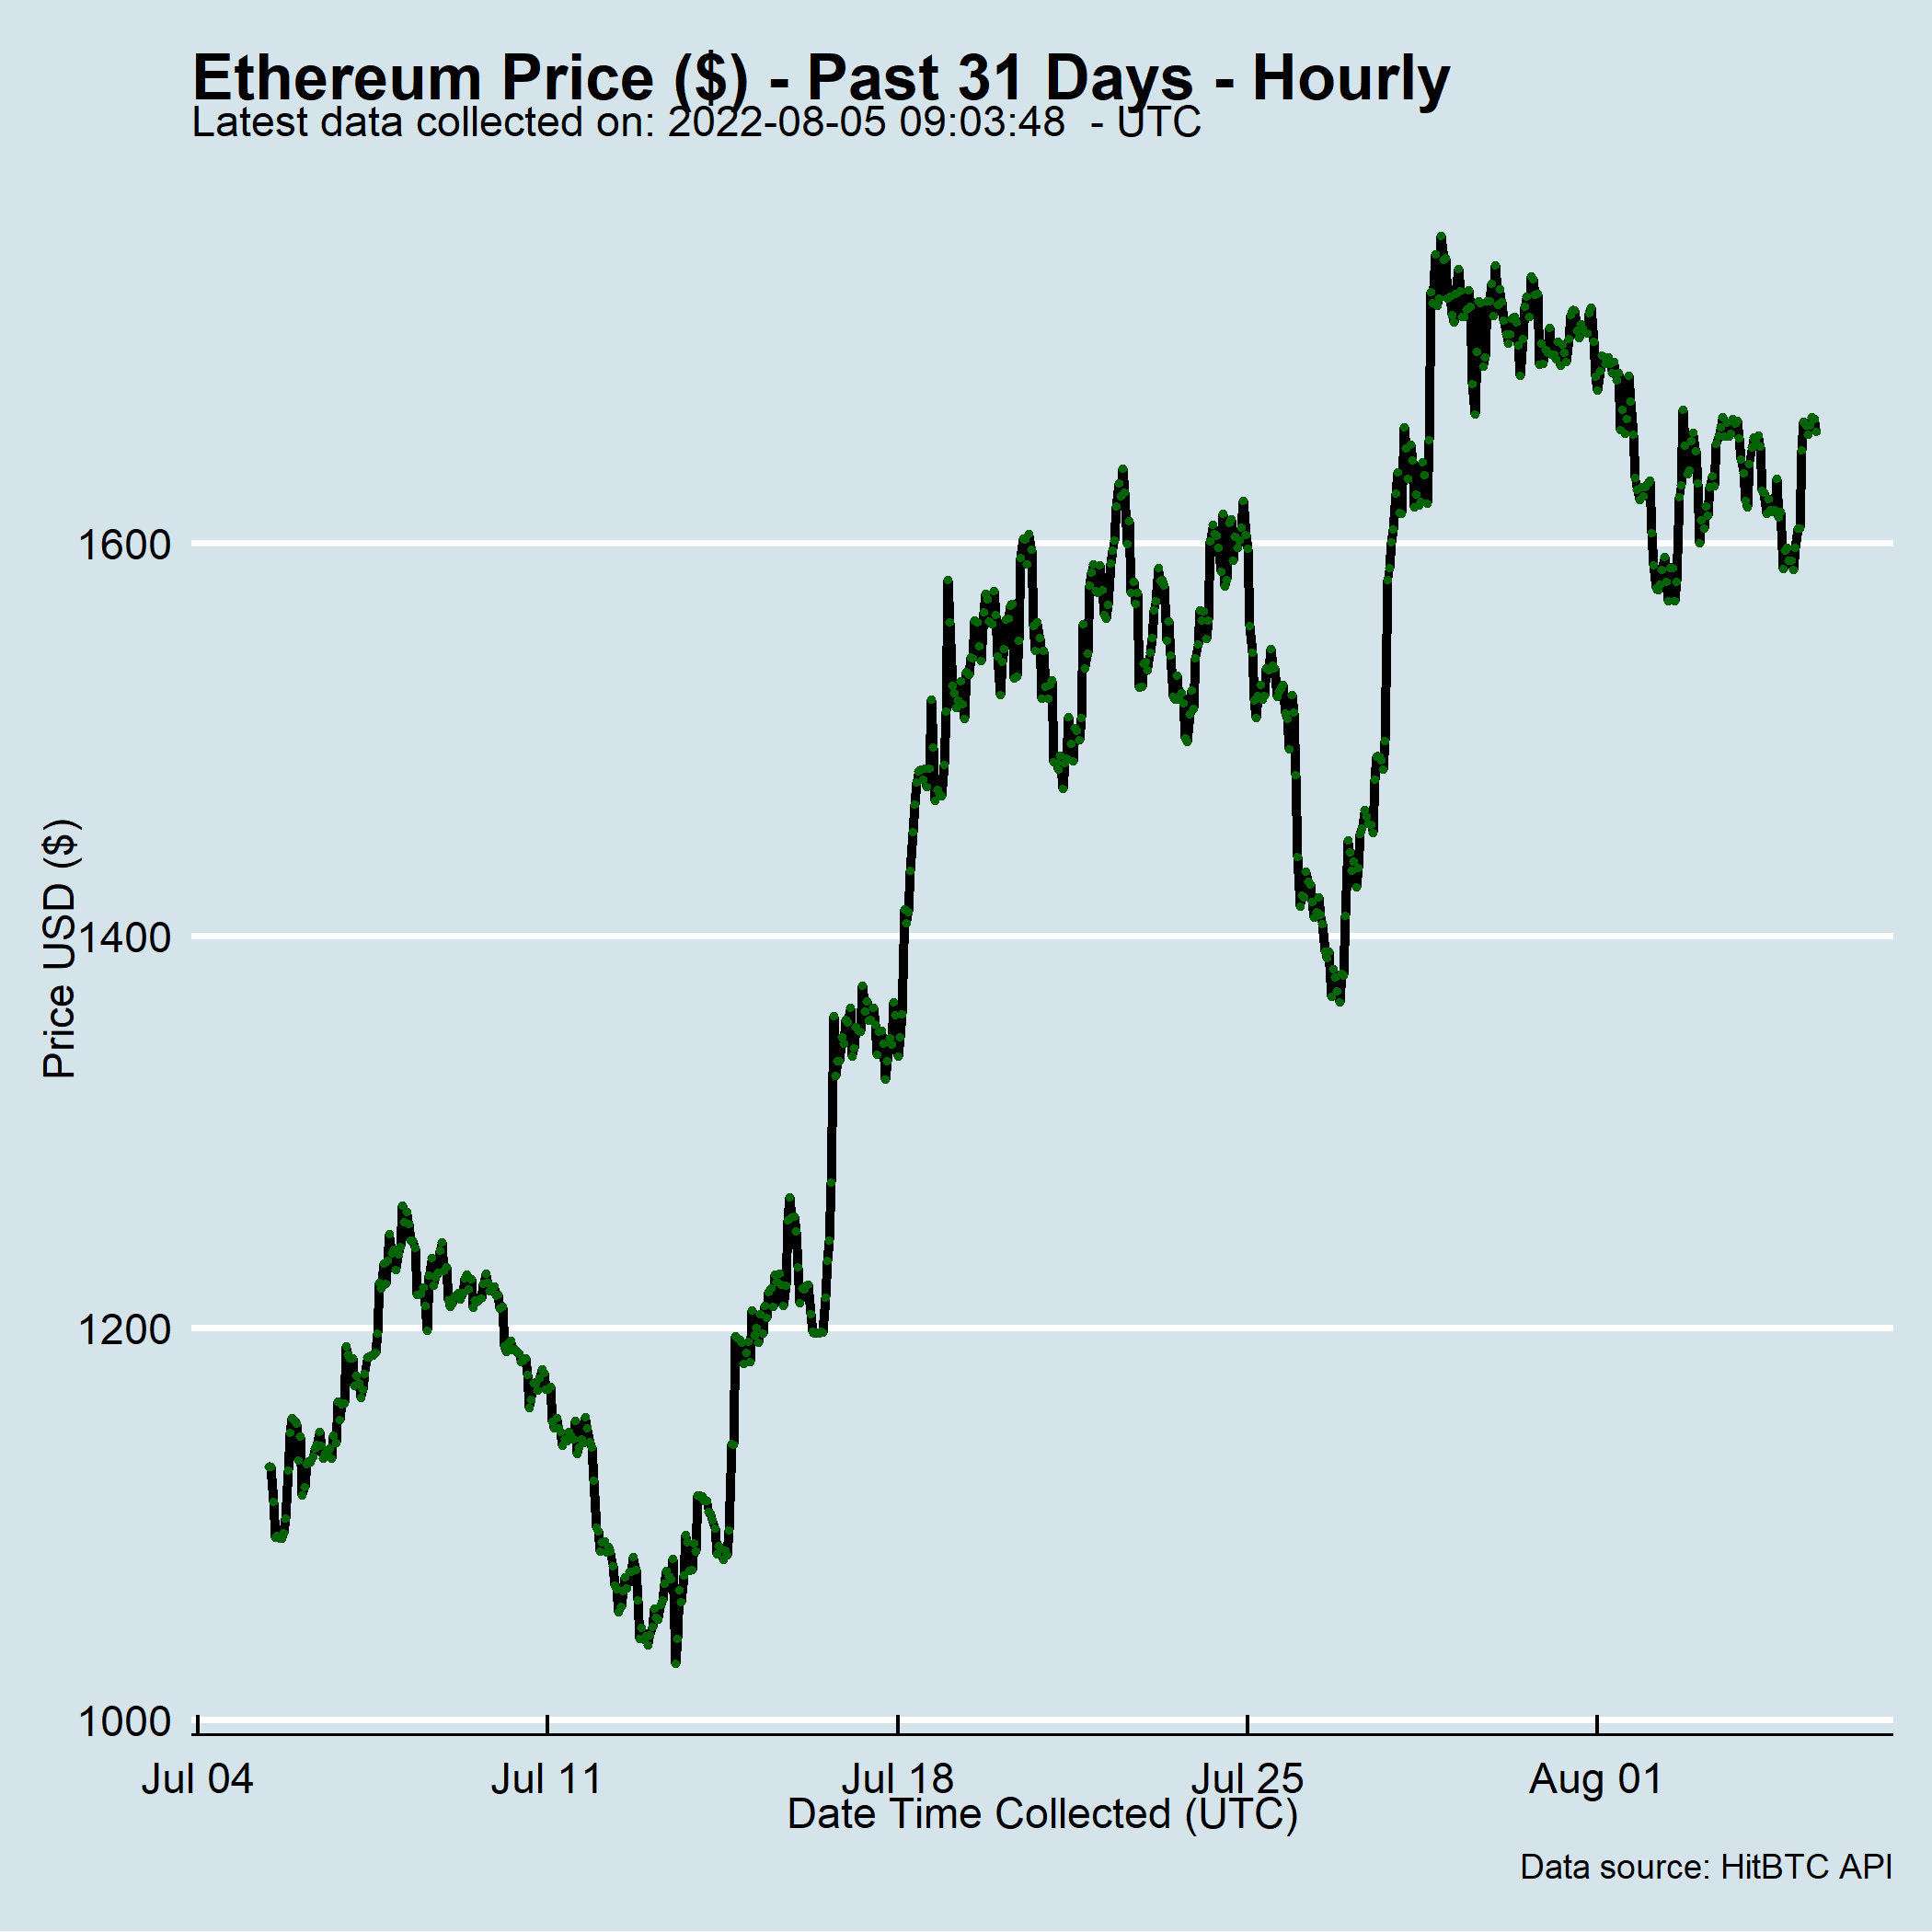 Ethereum Price ($) - Past 31 Days - Hourly
Latest data collected on: 2022-08-05 09:03:48  - UTC
Price USD ($)
1600
1400
1200
1000
Jul 04
Jul 11
Jul 18
Jul 25
Aug 01
Date Time Collected (UTC)
Data source: HitBTC API